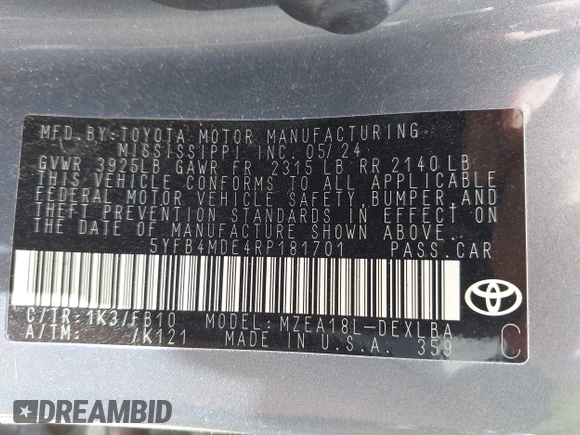 MFD. BY: TOYOTA MOTOR MANUFACTURING
MISSISSIPPI INC. 05/24
GVWR 3925LB GAWR FR 2315 LB RR 2140 LB
THIS VEHICLE CONFORMS TO ALL APPLICABLE
FEDERAL MOTOR VEHICLE SAFETY, BUMPER, AND
THEFT PREVENTION STANDARDS IN EFFECT ON
THE DATE OF MANUFACTURE SHOWN ABOVE.
5YFB4MDE4RP181701 PASS. CAR
C/TR: 1K3/FB10 MODEL: MZEA18L-DEXLBA
A/TM: /K121 MADE IN U.S.A. 359 C
TOYOTA
DREAMBID